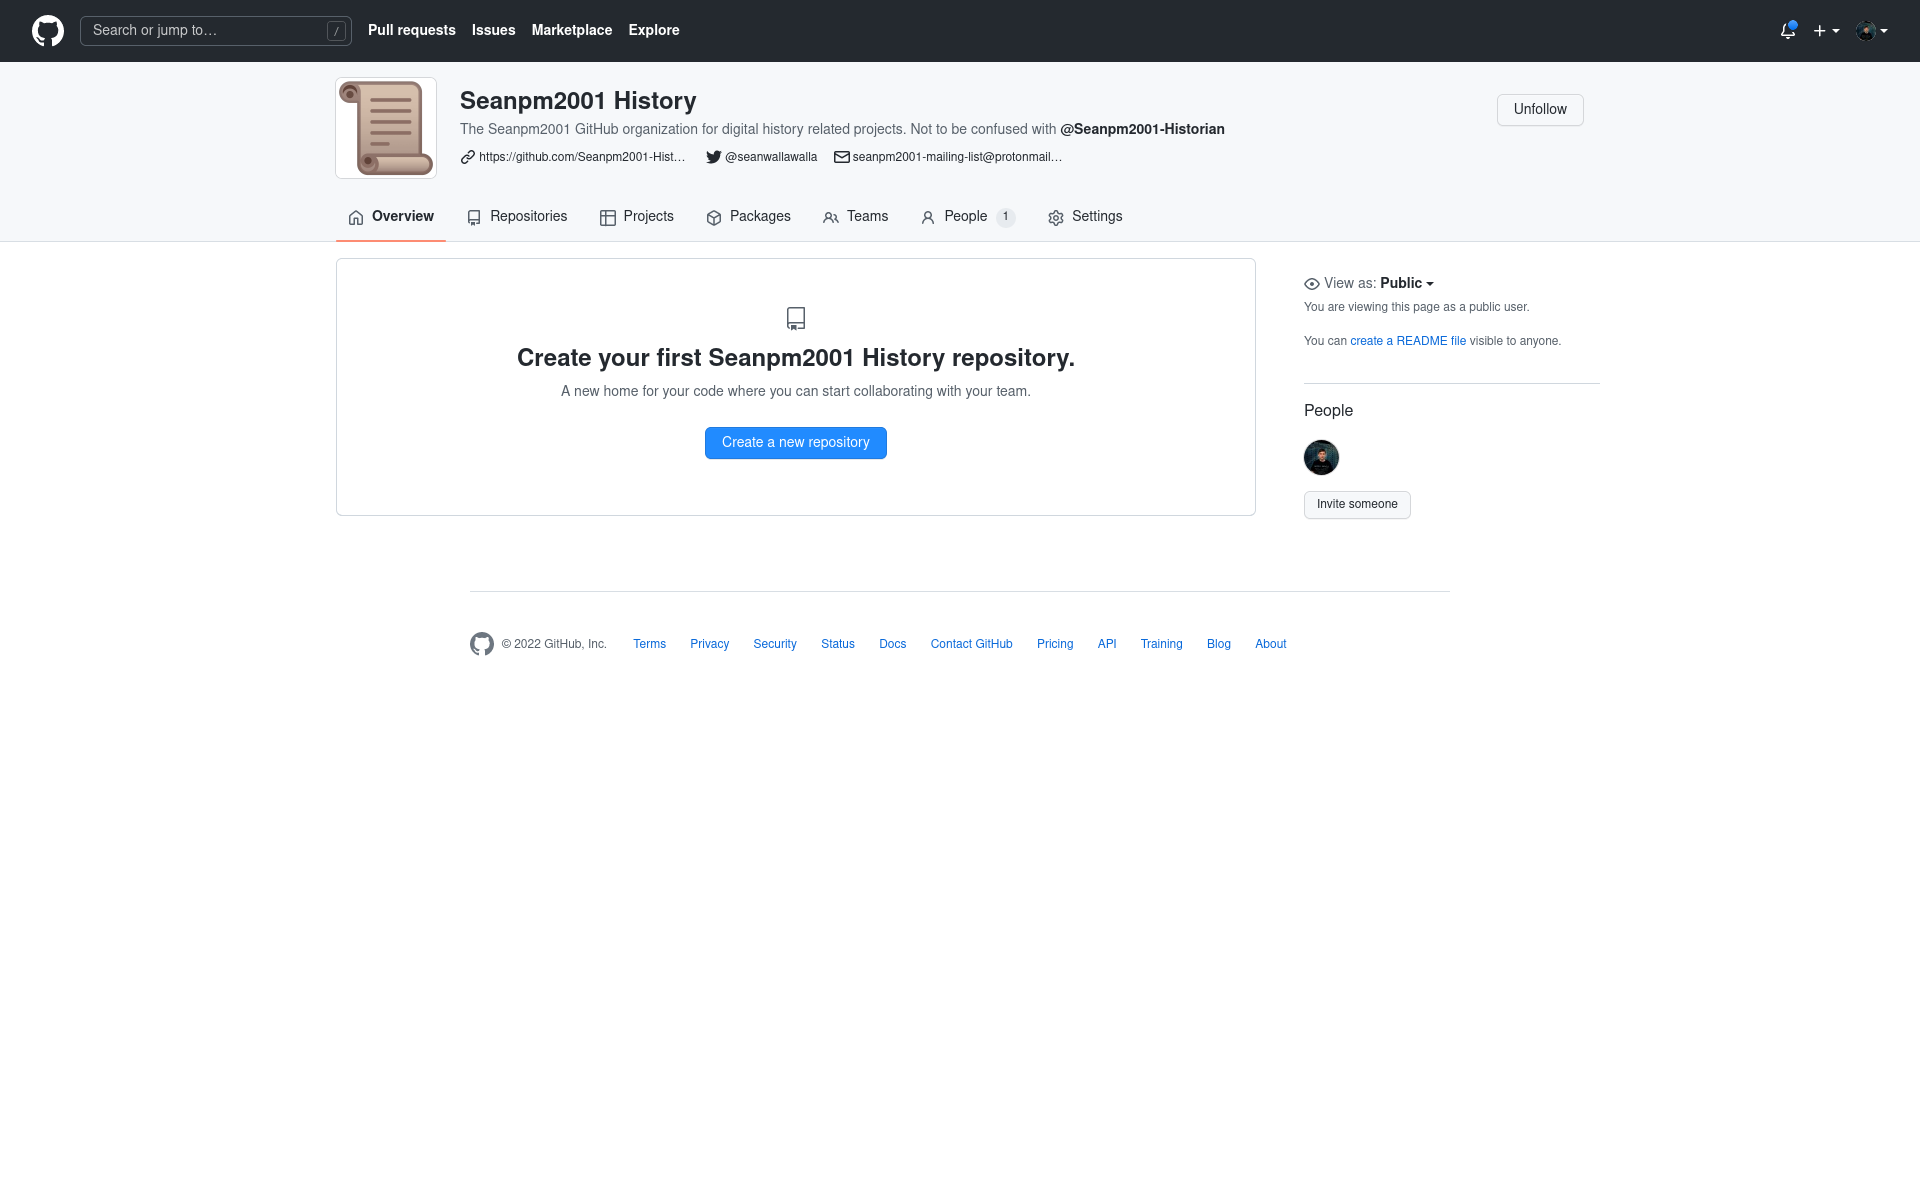 Search or jump to… /
Pull requests Issues Marketplace Explore
Seanpm2001 History
Unfollow
The Seanpm2001 GitHub organization for digital history related projects. Not to be confused with @Seanpm2001-Historian
https://github.com/Seanpm2001-Hist… @seanwallawalla seanpm2001-mailing-list@protonmail…
Overview Repositories Projects Packages Teams People 1 Settings
Create your first Seanpm2001 History repository.
A new home for your code where you can start collaborating with your team.
Create a new repository
View as: Public
You are viewing this page as a public user.
You can create a README file visible to anyone.
People
Invite someone
© 2022 GitHub, Inc. Terms Privacy Security Status Docs Contact GitHub Pricing API Training Blog About